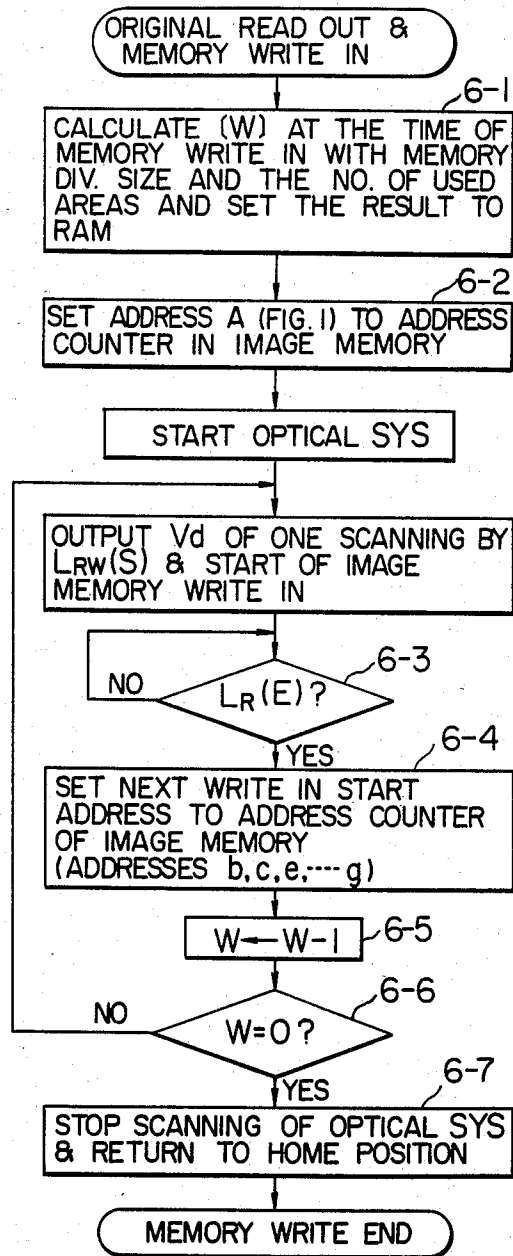 ORIGINAL READ OUT &
MEMORY WRITE IN
6-1
CALCULATE (W) AT THE TIME OF
MEMORY WRITE IN WITH MEMORY
DIV. SIZE AND THE NO. OF USED
AREAS AND SET THE RESULT TO
RAM
6-2
SET ADDRESS A (FIG. 1) TO ADDRESS
COUNTER IN IMAGE MEMORY
START OPTICAL SYS
OUTPUT Vd OF ONE SCANNING BY
LRW(S) & START OF IMAGE
MEMORY WRITE IN
6-3
NO
LR(E)?
YES
6-4
SET NEXT WRITE IN START
ADDRESS TO ADDRESS COUNTER
OF IMAGE MEMORY
(ADDRESSES b,c,e,----g)
6-5
W←W-1
6-6
NO
W=0?
YES
6-7
STOP SCANNING OF OPTICAL SYS
& RETURN TO HOME POSITION
MEMORY WRITE END